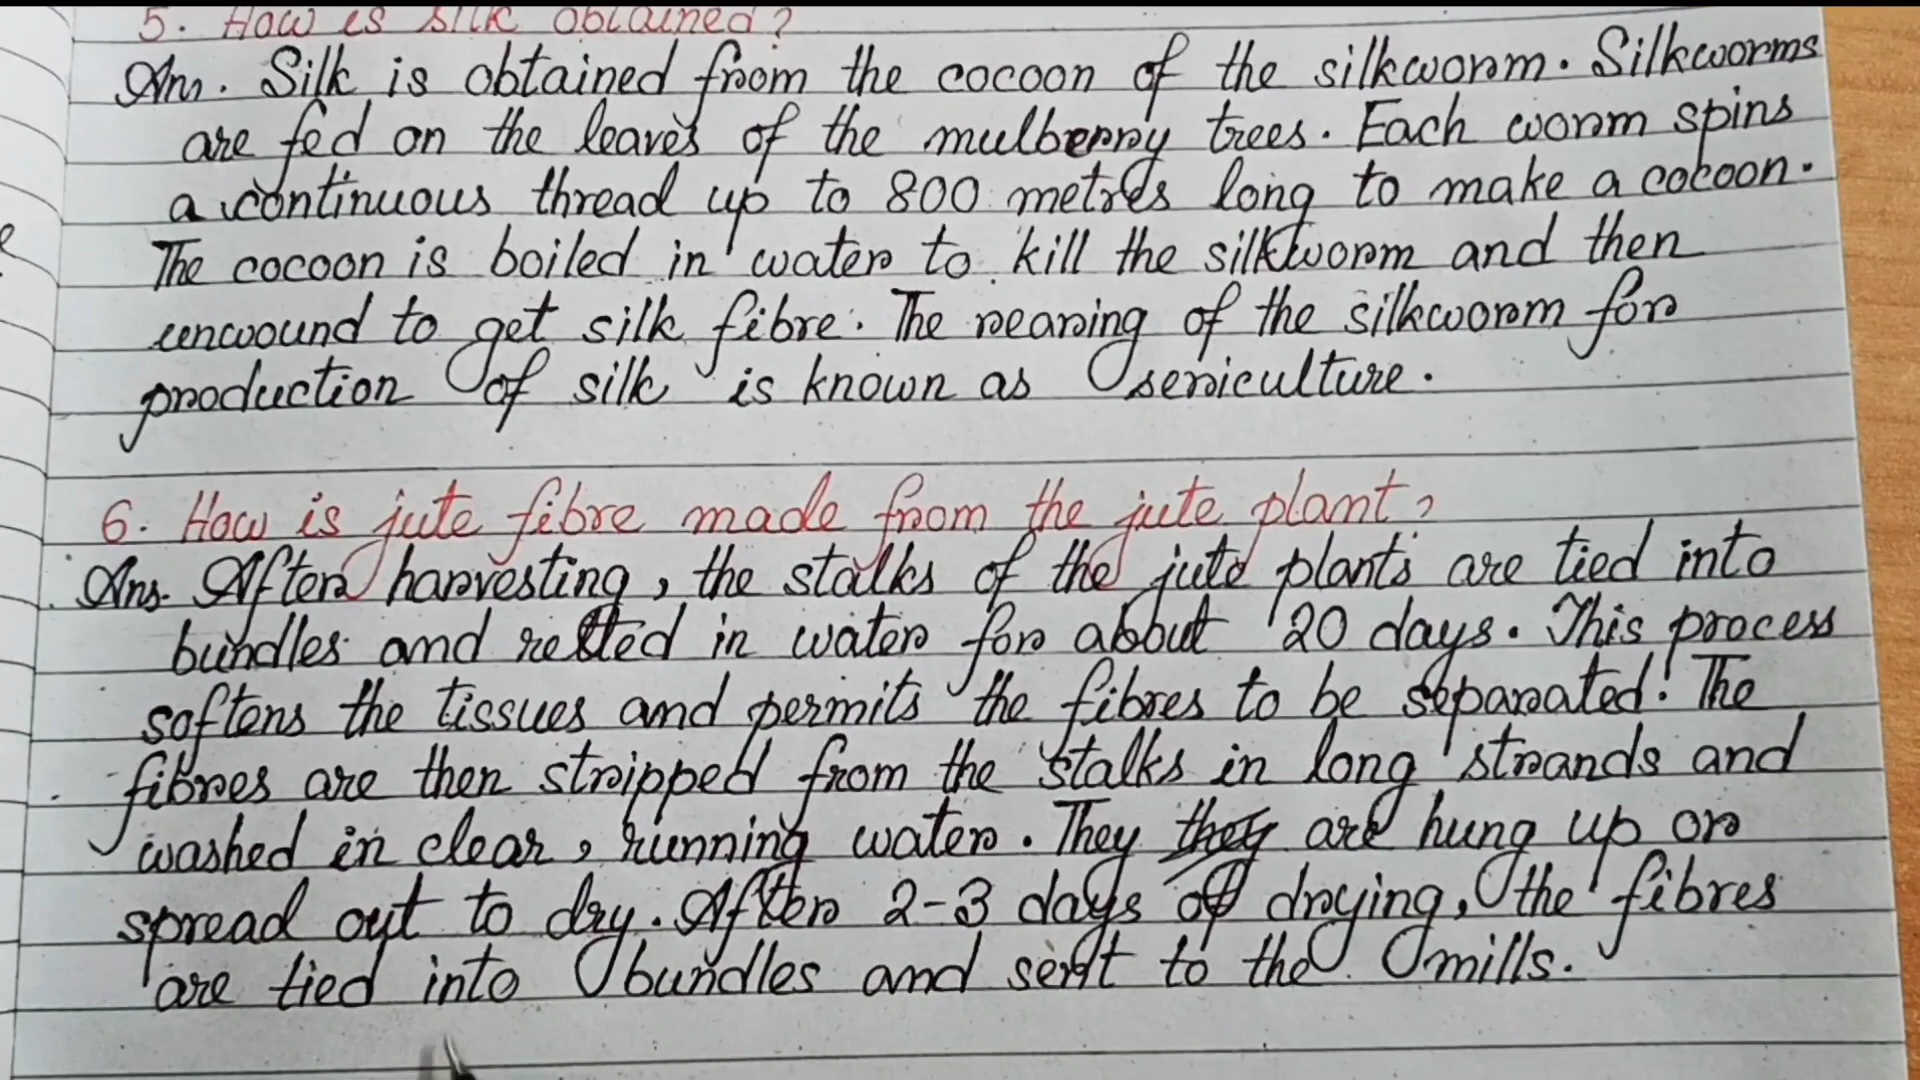 5. How is silk obtained?
Ans. Silk is obtained from the cocoon of the silkworm. Silkworms
are fed on the leaves of the mulberry trees. Each worm spins
a continuous thread up to 800 metres long to make a cocoon.
The cocoon is boiled in water to kill the silkworm and then
unwound to get silk fibre. The rearing of the silkworm for
production of silk is known as sericulture.
6. How is jute fibre made from the jute plant?
Ans. After harvesting, the stalks of the jute plants are tied into
bundles and retted in water for about 20 days. This process
softens the tissues and permits the fibres to be separated. The
fibres are then stripped from the stalks in long strands and
washed in clear, running water. They they are hung up or
spread out to dry. After 2-3 days of drying, the fibres
are tied into bundles and sent to the mills.